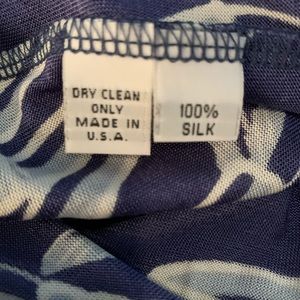 DRY CLEAN
ONLY
MADE IN
U.S.A.
100%
SILK